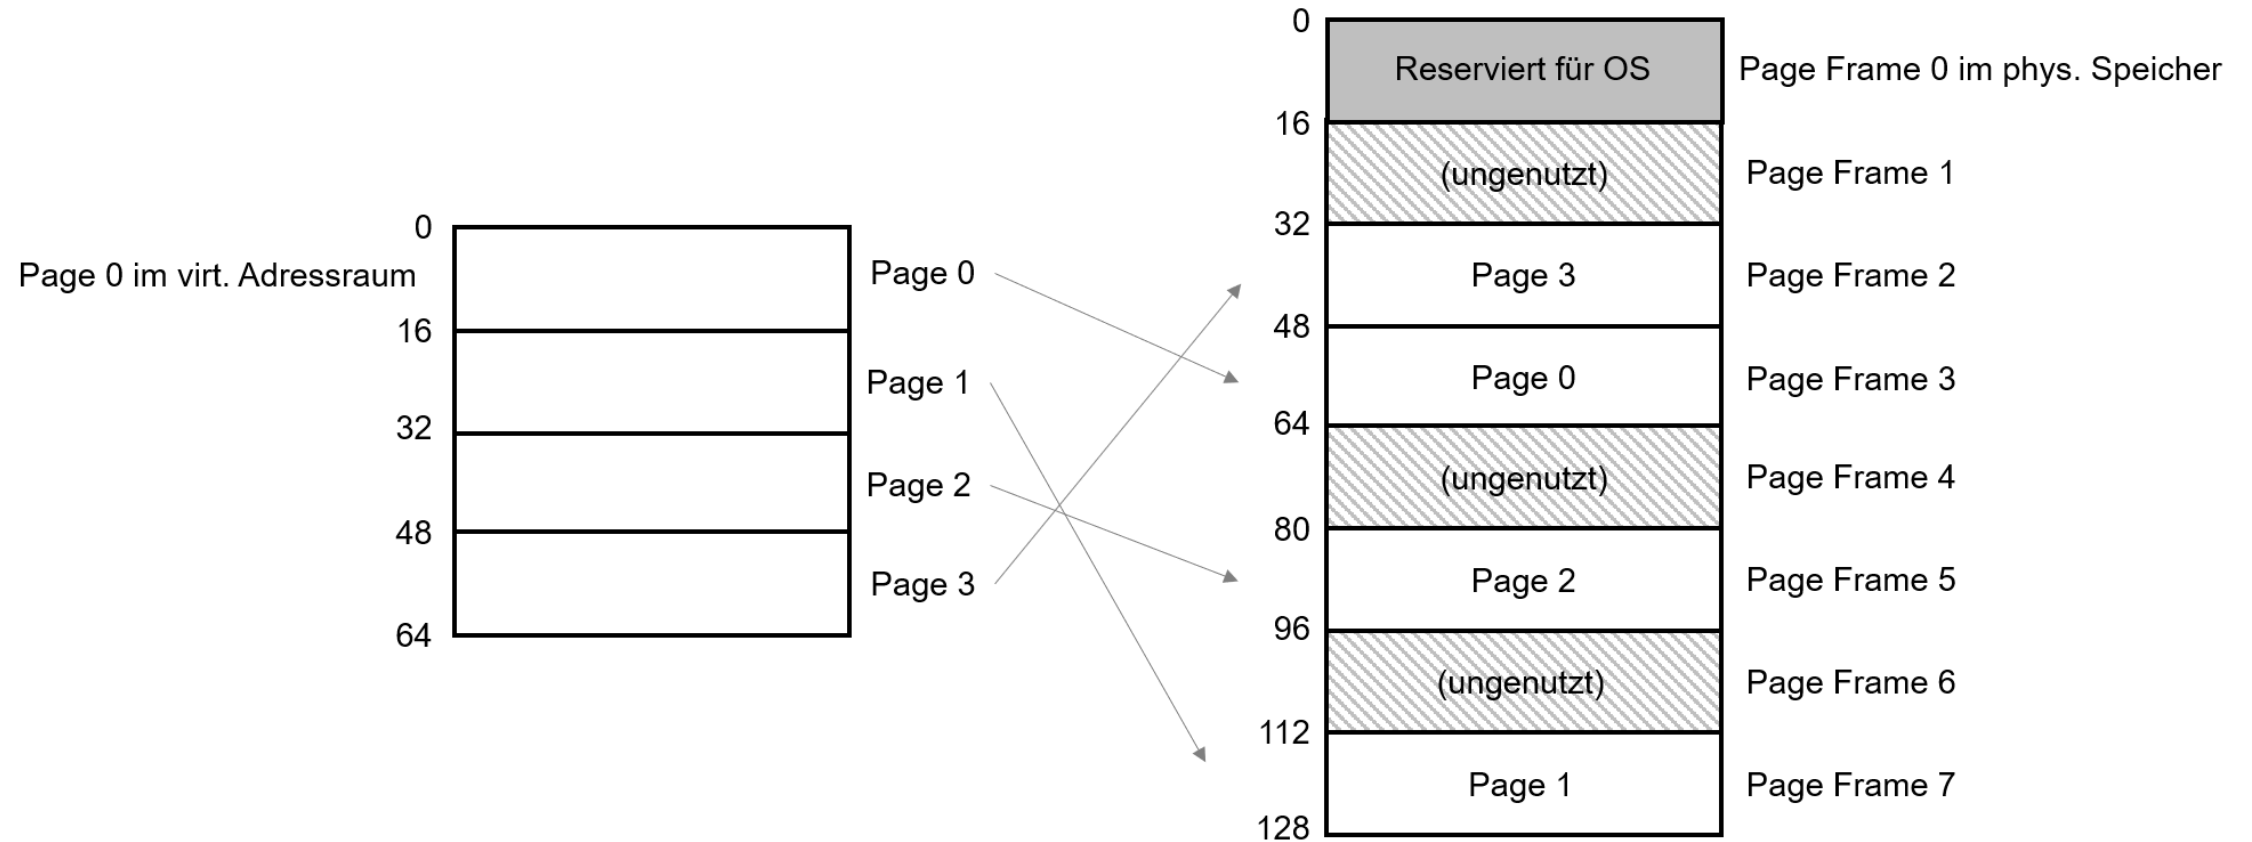 0
Page 0 im virt. Adressraum
Page 0
16
Page 1
32
Page 2
48
Page 3
64
0
Reserviert für OS
Page Frame 0 im phys. Speicher
16
(ungenutzt)
Page Frame 1
32
Page 3
Page Frame 2
48
Page 0
Page Frame 3
64
(ungenutzt)
Page Frame 4
80
Page 2
Page Frame 5
96
(ungenutzt)
Page Frame 6
112
Page 1
Page Frame 7
128